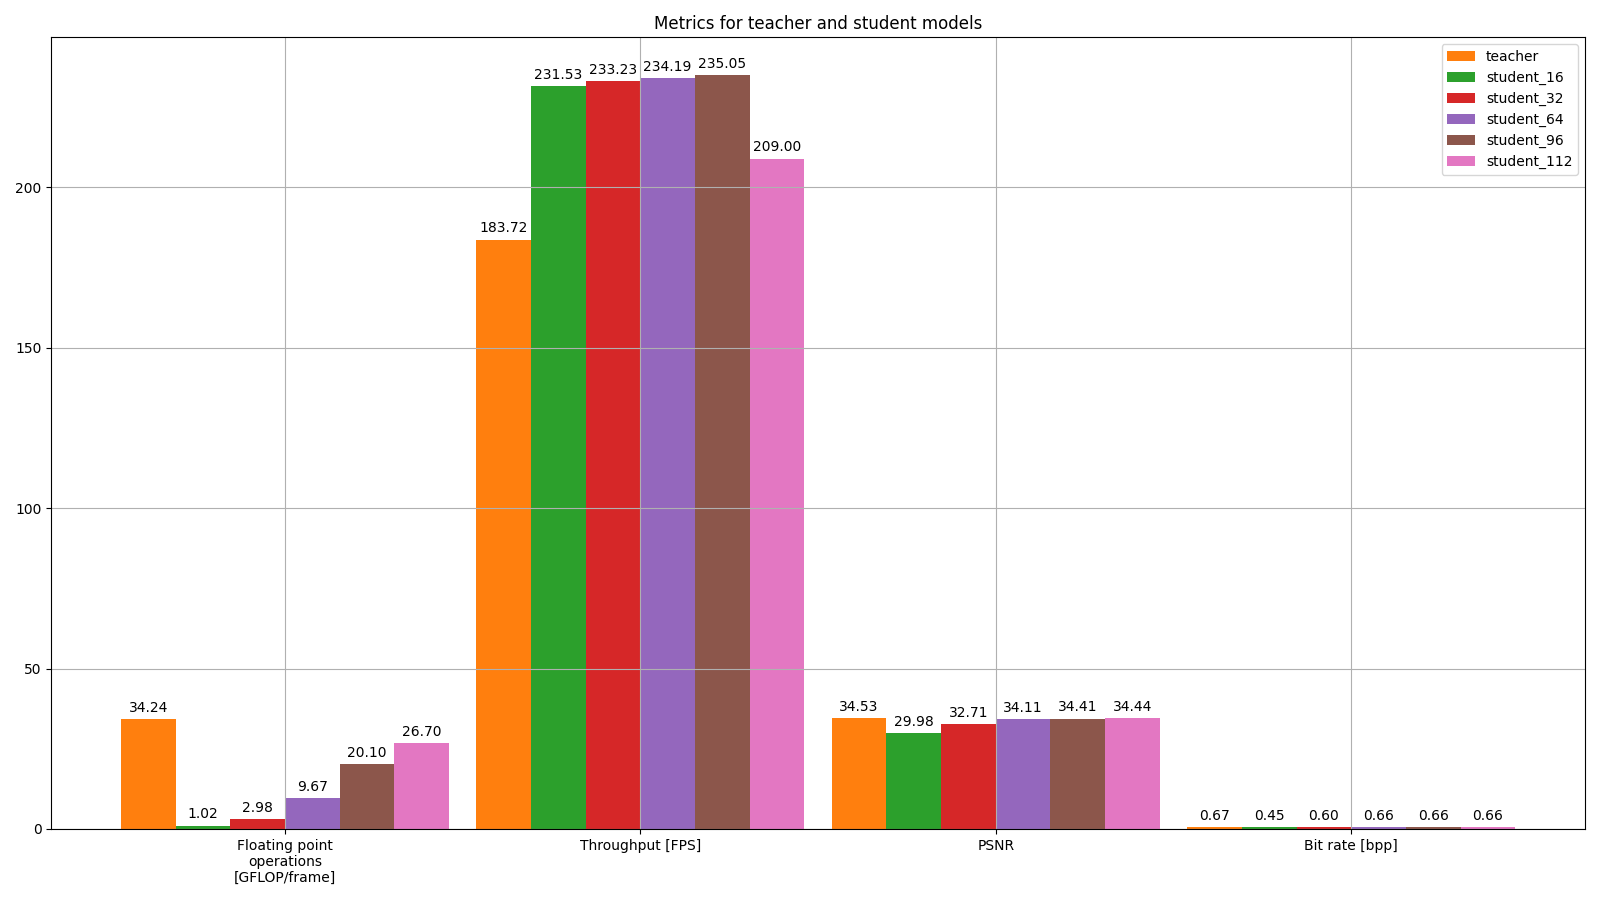 Metrics for teacher and student models
teacher
student_16
student_32
student_64
student_96
student_112
200
150
100
50
0
34.24
1.02
2.98
9.67
20.10
26.70
183.72
231.53
233.23
234.19
235.05
209.00
34.53
29.98
32.71
34.11
34.41
34.44
0.67
0.45
0.60
0.66
0.66
0.66
Floating point
operations
[GFLOP/frame]
Throughput [FPS]
PSNR
Bit rate [bpp]